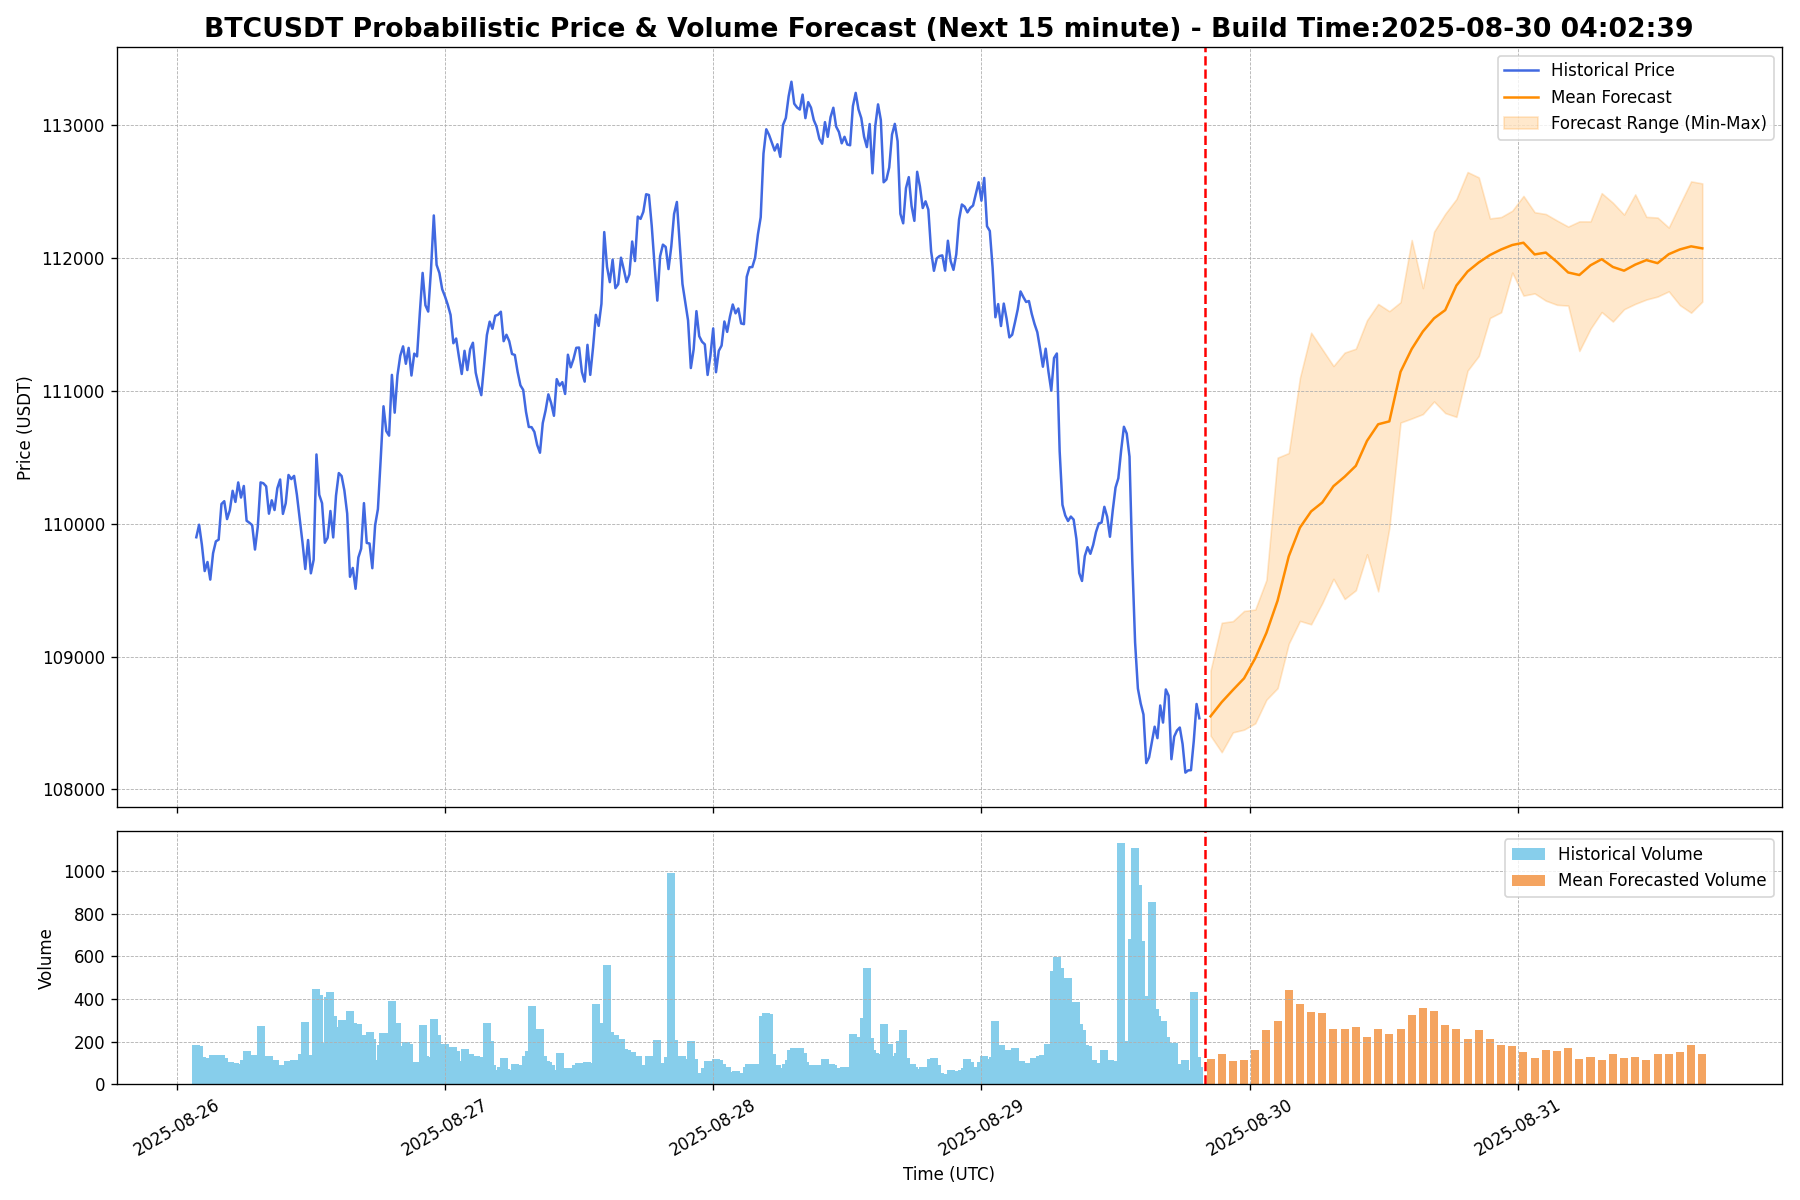 BTCUSDT Probabilistic Price & Volume Forecast (Next 15 minute) - Build Time:2025-08-30 04:02:39
Historical Price
Mean Forecast
Forecast Range (Min-Max)
Price (USDT)
113000
112000
111000
110000
109000
108000
Historical Volume
Mean Forecasted Volume
Volume
1000
800
600
400
200
0
2025-08-26
2025-08-27
2025-08-28
2025-08-29
2025-08-30
2025-08-31
Time (UTC)